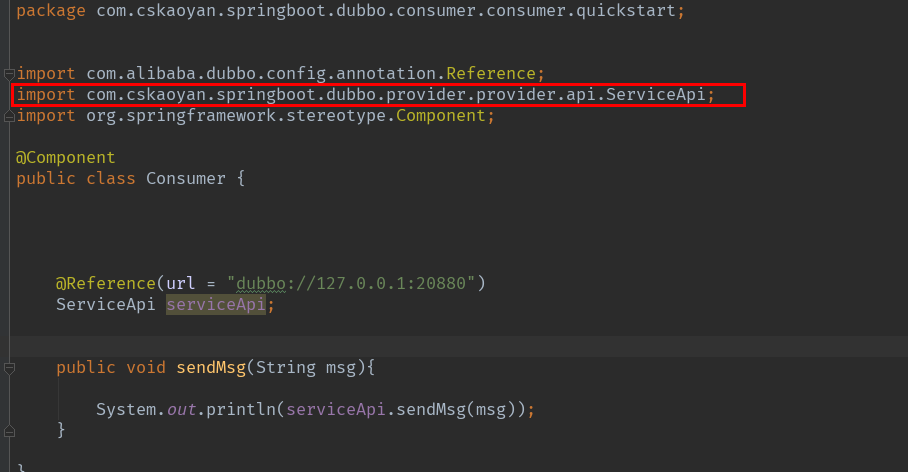 package com.cskaoyan.springboot.dubbo.consumer.consumer.quickstart;
import com.alibaba.dubbo.config.annotation.Reference;
import com.cskaoyan.springboot.dubbo.provider.provider.api.ServiceApi;
import org.springframework.stereotype.Component;
@Component
public class Consumer {
@Reference(url = "dubbo://127.0.0.1:20880")
ServiceApi serviceApi;
public void sendMsg(String msg){
System.out.println(serviceApi.sendMsg(msg));
}
}